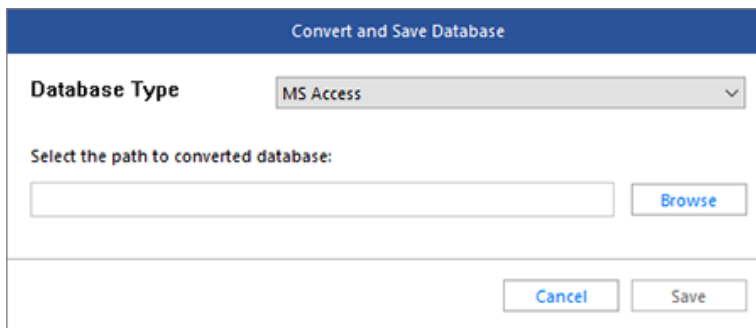 Convert and Save Database
Database Type
MS Access
Select the path to converted database:
Browse
Cancel
Save